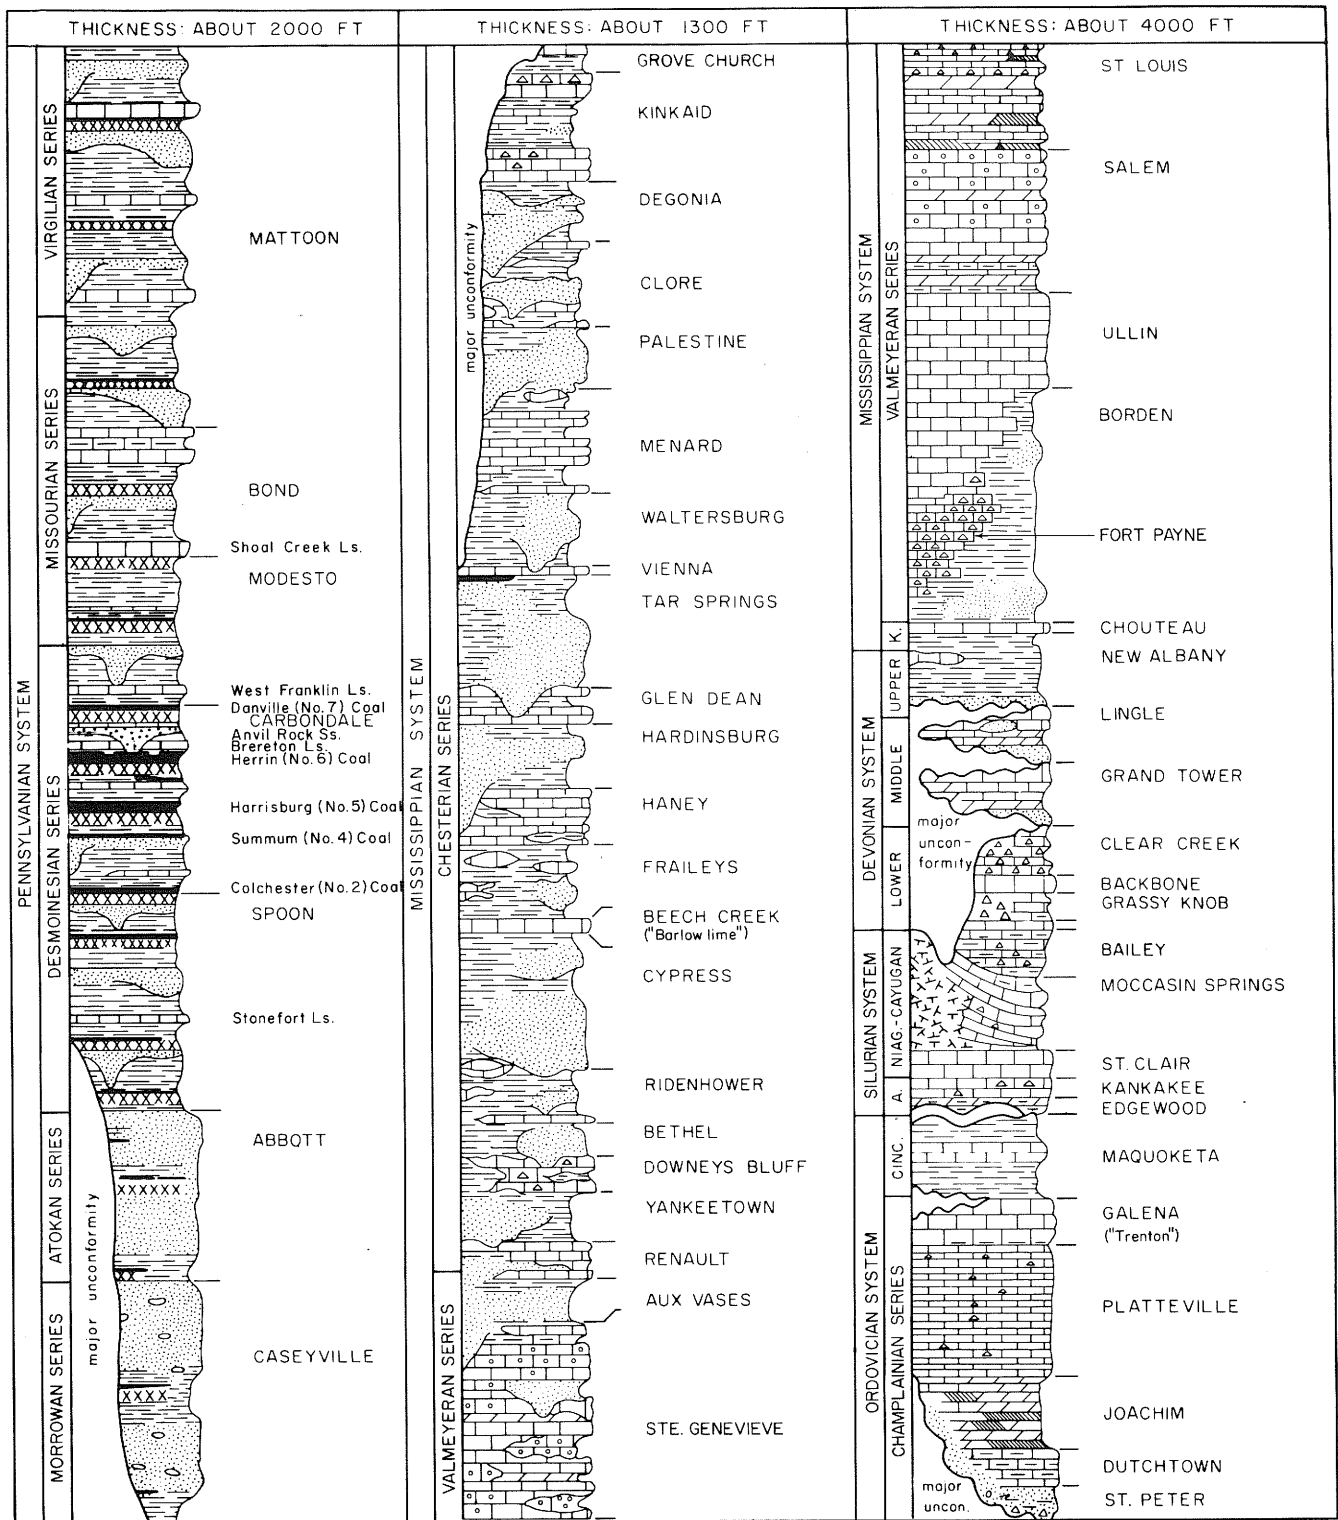 THICKNESS: ABOUT 2000 FT
PENNSYLVANIAN SYSTEM
VIRGILIAN SERIES
MISSOURIAN SERIES
DESMOINESIAN SERIES
ATOKAN SERIES
MORROWAN SERIES
MATTOON
BOND
Shoal Creek Ls.
MODESTO
West Franklin Ls.
Danville (No. 7) Coal
CARBONDALE
Anvil Rock Ss.
Brereton Ls.
Herrin (No. 6) Coal
Harrisburg (No. 5) Coal
Summum (No. 4) Coal
Colchester (No. 2) Coal
SPOON
Stonefort Ls.
ABBOTT
major unconformity
CASEYVILLE
THICKNESS: ABOUT 1300 FT
MISSISSIPPIAN SYSTEM
CHESTERIAN SERIES
VALMEYERAN SERIES
major unconformity
GROVE CHURCH
KINKAID
DEGONIA
CLORE
PALESTINE
MENARD
WALTERSBURG
VIENNA
TAR SPRINGS
GLEN DEAN
HARDINSBURG
HANEY
FRAILEYS
BEECH CREEK
("Barlow lime")
CYPRESS
RIDENHOWER
BETHEL
DOWNEYS BLUFF
YANKEETOWN
RENAULT
AUX VASES
STE. GENEVIEVE
THICKNESS: ABOUT 4000 FT
MISSISSIPPIAN SYSTEM
VALMEYERAN SERIES
K.
DEVONIAN SYSTEM
UPPER
MIDDLE
LOWER
SILURIAN SYSTEM
NIAG.-CAYUGAN
A.
ORDOVICIAN SYSTEM
CINC.
CHAMPLAINIAN SERIES
ST LOUIS
SALEM
ULLIN
BORDEN
FORT PAYNE
CHOUTEAU
NEW ALBANY
LINGLE
GRAND TOWER
major
uncon-
formity
CLEAR CREEK
BACKBONE
GRASSY KNOB
BAILEY
MOCCASIN SPRINGS
ST. CLAIR
KANKAKEE
EDGEWOOD
MAQUOKETA
GALENA
("Trenton")
PLATTEVILLE
JOACHIM
DUTCHTOWN
major
uncon.
ST. PETER